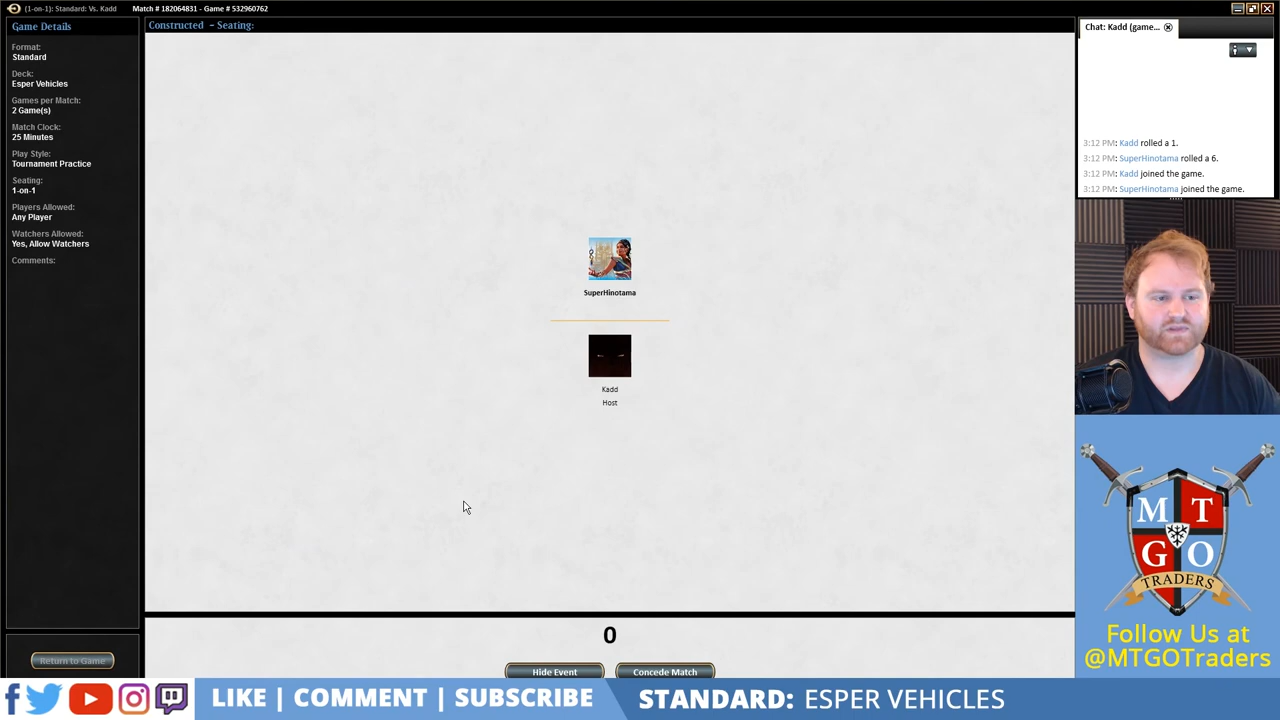 (1-on-1): Standard: Vs. Kadd
Match # 182064831 - Game # 532960762
Game Details
Format:
Standard
Deck:
Esper Vehicles
Games per Match:
2 Game(s)
Match Clock:
25 Minutes
Play Style:
Tournament Practice
Seating:
1-on-1
Players Allowed:
Any Player
Watchers Allowed:
Yes, Allow Watchers
Comments:
Return to Game
Constructed - Seating:
SuperHinotama
Kadd
Host
0
Hide Event
Concede Match
Chat: Kadd (game...
3:12 PM: Kadd rolled a 1.
3:12 PM: SuperHinotama rolled a 6.
3:12 PM: Kadd joined the game.
3:12 PM: SuperHinotama joined the game.
M T
G O
TRADERS
Follow Us at
@MTGOTraders
LIKE | COMMENT | SUBSCRIBE
STANDARD: ESPER VEHICLES